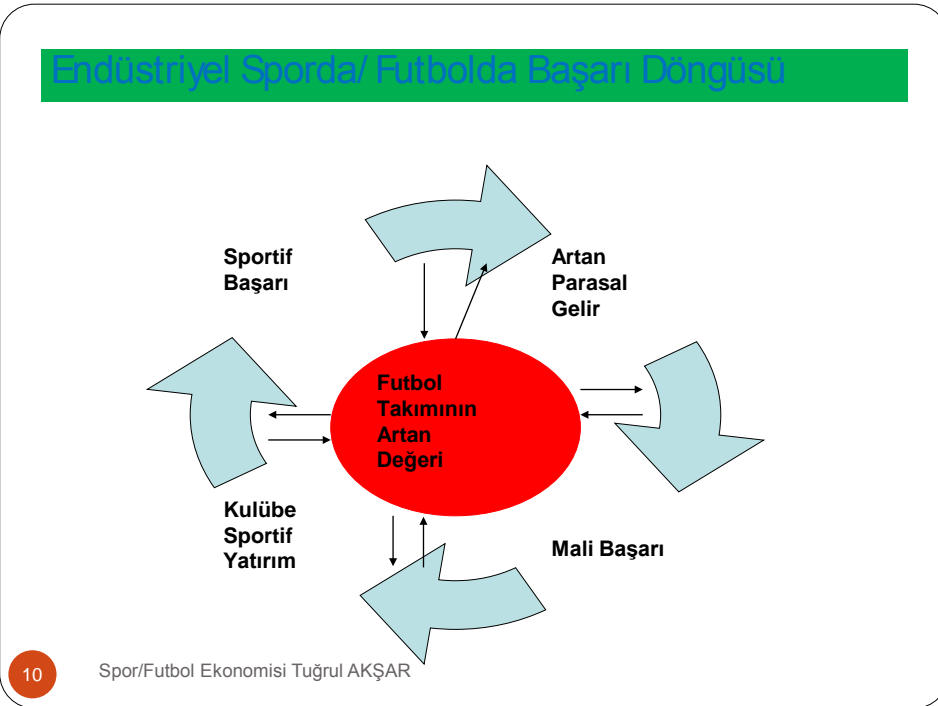 Endüstriyel Sporda/ Futbolda Başarı Döngüsü
Sportif
Başarı
Artan
Parasal
Gelir
Futbol
Takımının
Artan
Değeri
Kulübe
Sportif
Yatırım
Mali Başarı
10
Spor/Futbol Ekonomisi Tuğrul AKŞAR